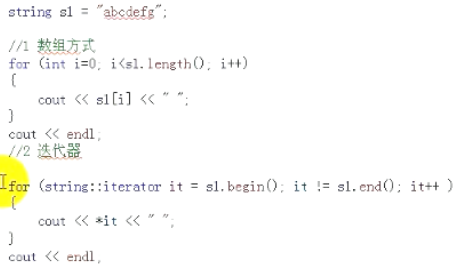 string s1 = "abcdefg";
//1 数组方式
for (int i=0; i<s1.length(); i++)
{
cout << s1[i] << " ";
}
cout << endl;
//2 迭代器
for (string::iterator it = s1.begin(); it != s1.end(); it++ )
{
cout << *it << " ";
}
cout << endl,